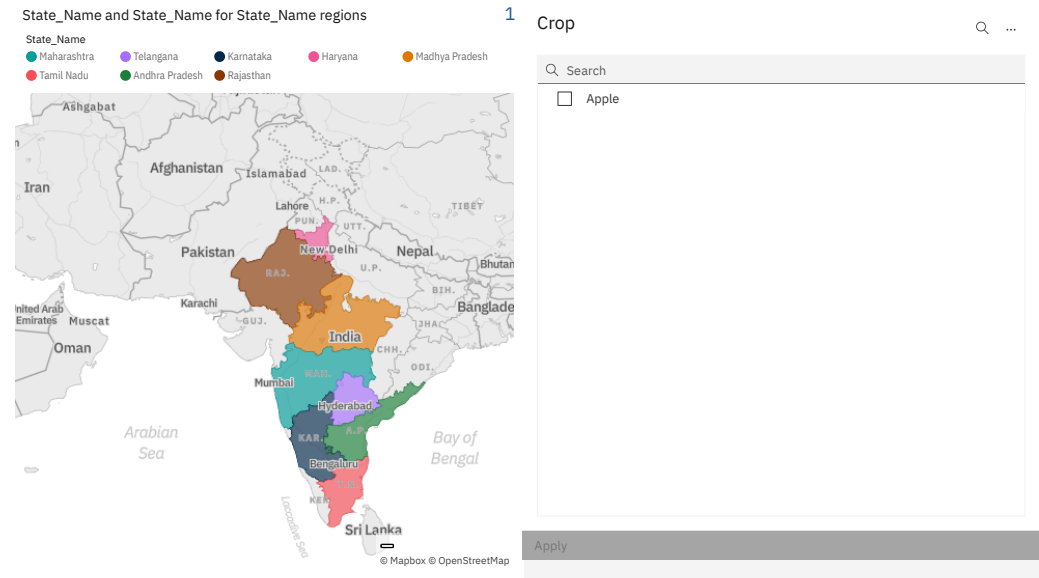 State_Name and State_Name for State_Name regions
1
State_Name
Maharashtra Telangana Karnataka Haryana Madhya Pradesh
Tamil Nadu Andhra Pradesh Rajasthan
Ashgabat
Afghanistan
Islamabad
LAD.
Iran
Lahore
H.P.
TIBET
PUN.
UTT.
Pakistan
New Delhi
Nepal
Bhutan
RAJ.
U.P.
BIH.
Karachi
Banglade
nited Arab
Emirates
Muscat
GUJ.
JHA.
Oman
India
CHH.
ODI.
Mumbai
MAH.
Hyderabad
Arabian
Sea
KAR.
A.P.
Bay of
Bengal
Bengaluru
T.N.
KER.
Laccadive Sea
Sri Lanka
© Mapbox © OpenStreetMap
Crop
...
Search
Apple
Apply